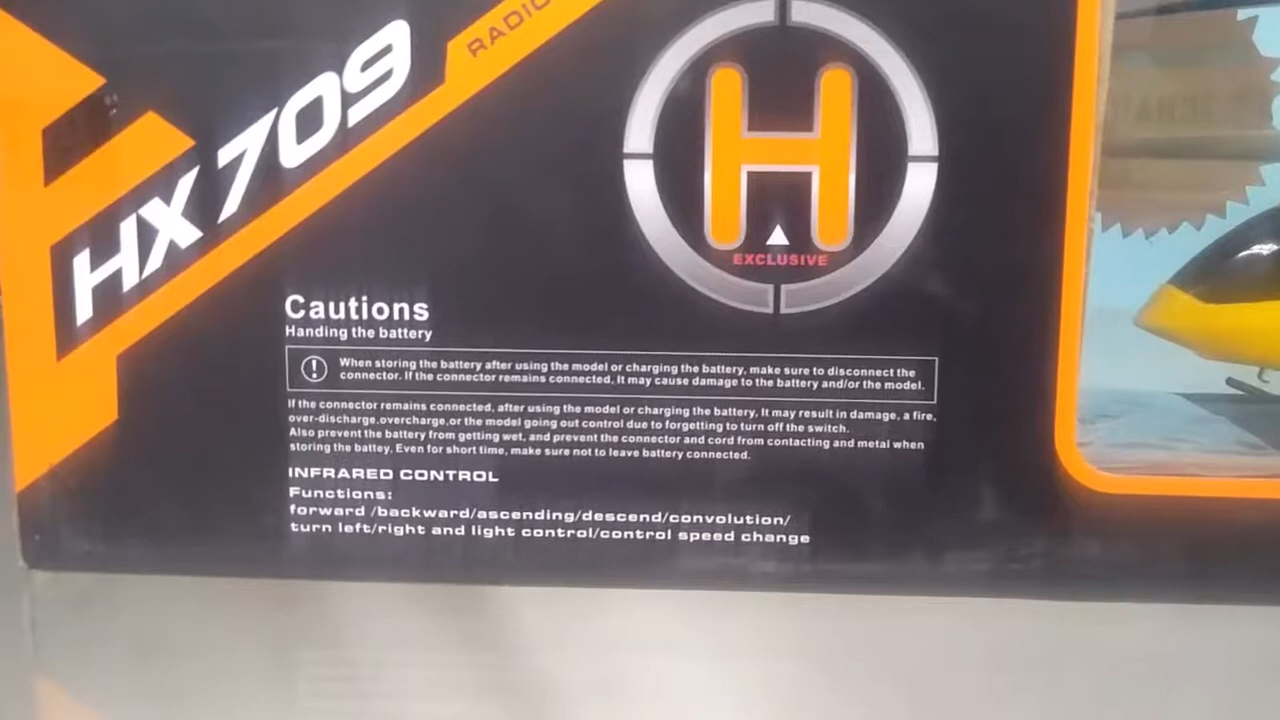 RADIO
HX 709
H
EXCLUSIVE
Cautions
Handing the battery
When storing the battery after using the model or charging the battery, make sure to disconnect the
connector. If the connector remains connected, It may cause damage to the battery and/or the model.
If the connector remains connected, after using the model or charging the battery, It may result in damage, a fire,
over-discharge,overcharge,or the model going out control due to forgetting to turn off the switch.
Also prevent the battery from getting wet, and prevent the connector and cord from contacting and metal when
storing the battey. Even for short time, make sure not to leave battery connected.
INFRARED CONTROL
Functions:
forward /backward/ascending/descend/convolution/
turn left/right and light control/control speed change